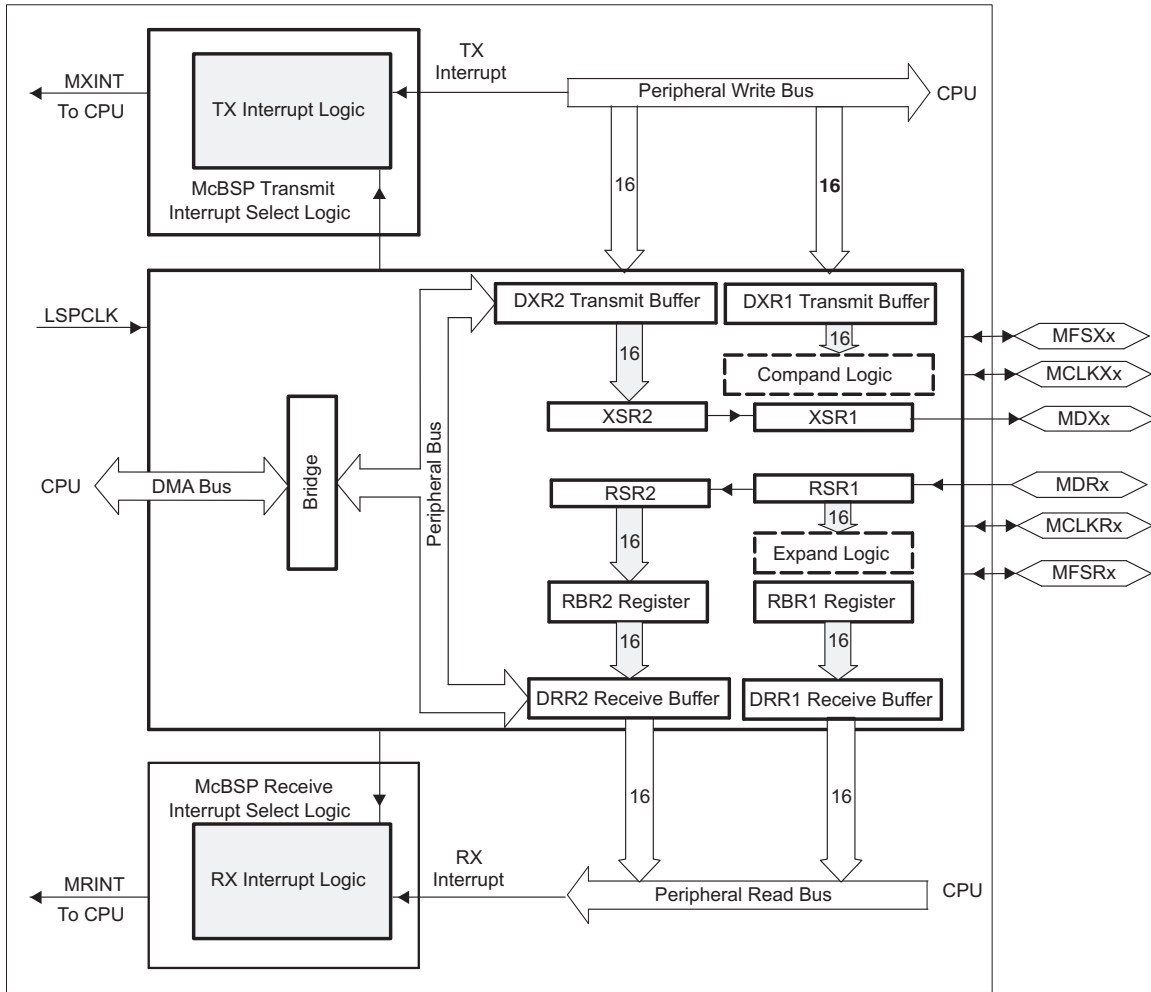 TX
Interrupt
MXINT
To CPU
TX Interrupt Logic
Peripheral Write Bus
CPU
McBSP Transmit
Interrupt Select Logic
16
16
LSPCLK
DXR2 Transmit Buffer
DXR1 Transmit Buffer
MFSXx
16
16
Compand Logic
MCLKXx
XSR2
XSR1
MDXx
Peripheral Bus
CPU
DMA Bus
Bridge
RSR2
RSR1
MDRx
16
16
MCLKRx
Expand Logic
MFSRx
RBR2 Register
RBR1 Register
16
16
DRR2 Receive Buffer
DRR1 Receive Buffer
McBSP Receive
Interrupt Select Logic
16
16
RX
Interrupt
MRINT
To CPU
RX Interrupt Logic
Peripheral Read Bus
CPU